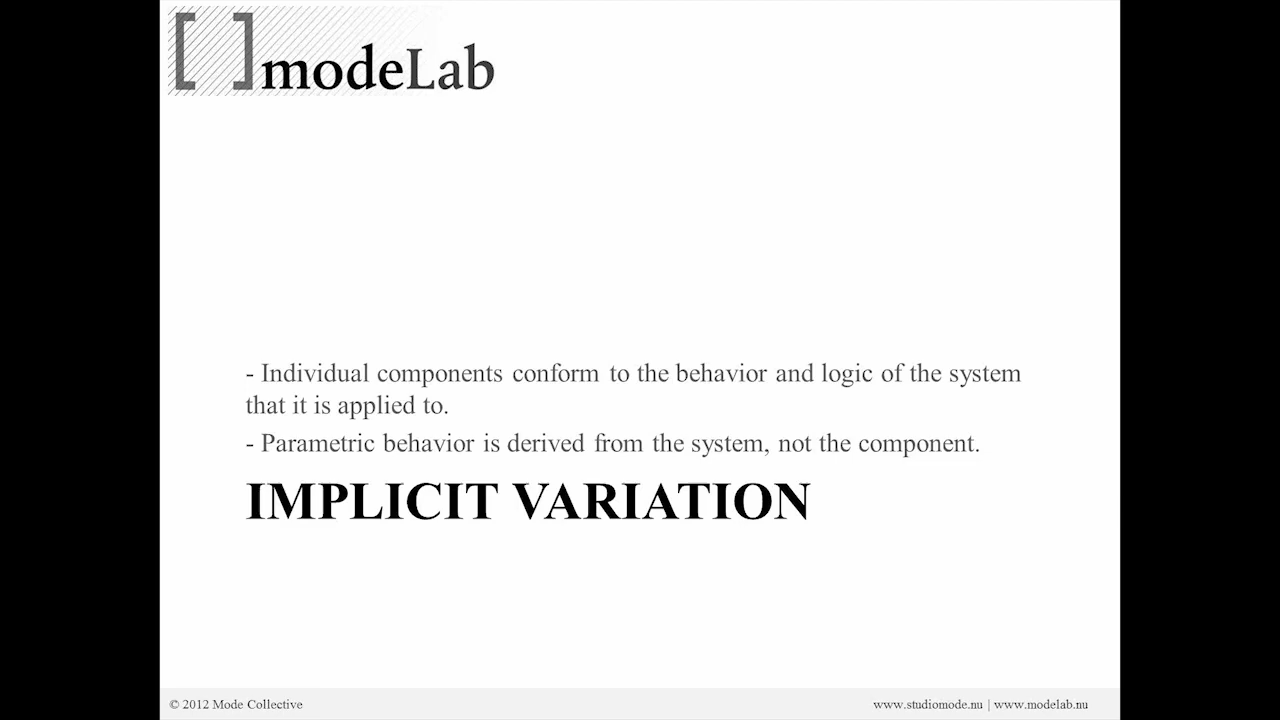 [ ]modeLab
- Individual components conform to the behavior and logic of the system
that it is applied to.
- Parametric behavior is derived from the system, not the component.
IMPLICIT VARIATION
© 2012 Mode Collective
www.studiomode.nu | www.modelab.nu